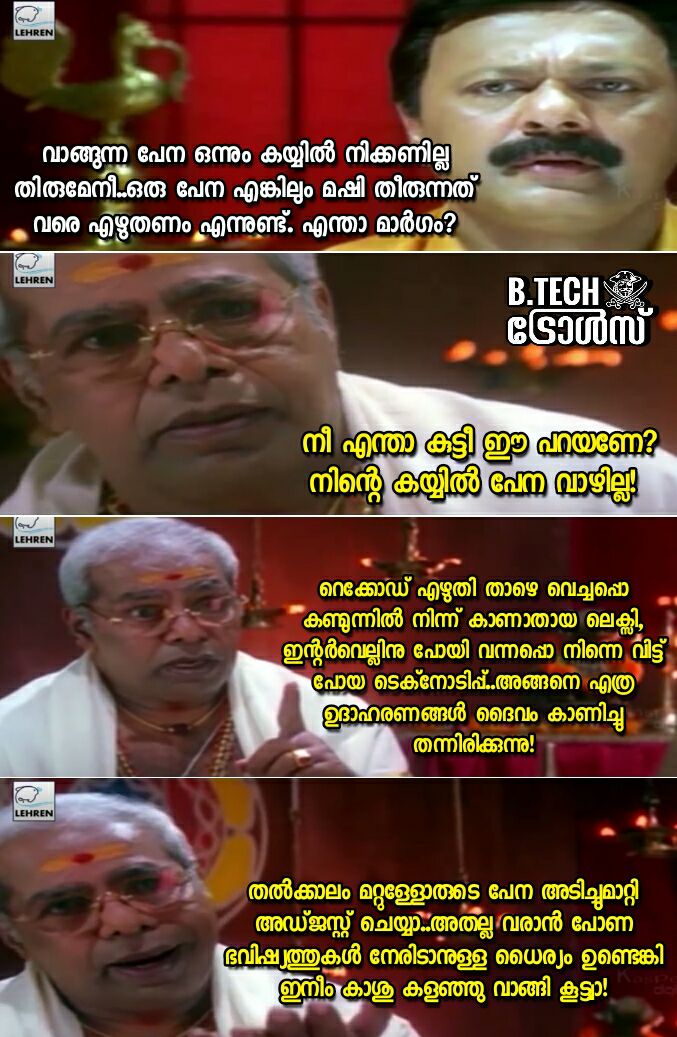 LEHREN
വാങ്ങുന്ന പേന ഒന്നും കയ്യിൽ നിക്കണില്ല
തിരുമേനീ..ഒരു പേന എങ്കിലും മഷി തീരുന്നത്
വരെ എഴുതണം എന്നുണ്ട്. എന്താ മാർഗം?
LEHREN
B.TECH
ട്രോൾസ്
നീ എന്താ കുട്ടീ ഈ പറയണേ?
നിന്റെ കയ്യിൽ പേന വാഴില്ല!
LEHREN
റെക്കോഡ് എഴുതി താഴെ വെച്ചപ്പൊ
കണ്മുന്നിൽ നിന്ന് കാണാതായ ലെക്സി,
ഇന്റർവെല്ലിനു പോയി വന്നപ്പൊ നിന്നെ വിട്ട്
പോയ ടെക്നോടിപ്പ്..അങ്ങനെ എത്ര
ഉദാഹരണങ്ങൾ ദൈവം കാണിച്ചു
തന്നിരിക്കുന്നു!
LEHREN
തൽക്കാലം മറ്റുള്ളോരുടെ പേന അടിച്ചുമാറ്റി
അഡ്ജസ്റ്റ് ചെയ്യാ..അതല്ല വരാൻ പോണ
ഭവിഷ്യത്തുകൾ നേരിടാനുള്ള ധൈര്യം ഉണ്ടെങ്കി
ഇനീം കാശു കളഞ്ഞു വാങ്ങി കൂട്ടാ!